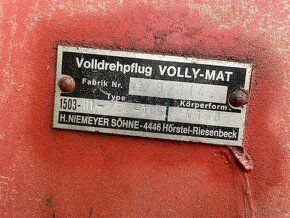 Volldrehpflug VOLLY-MAT
Fabrik Nr.
Type Körperform
1503-III-
H. NIEMEYER SÖHNE-4446 Hörstel-Riesenbeck